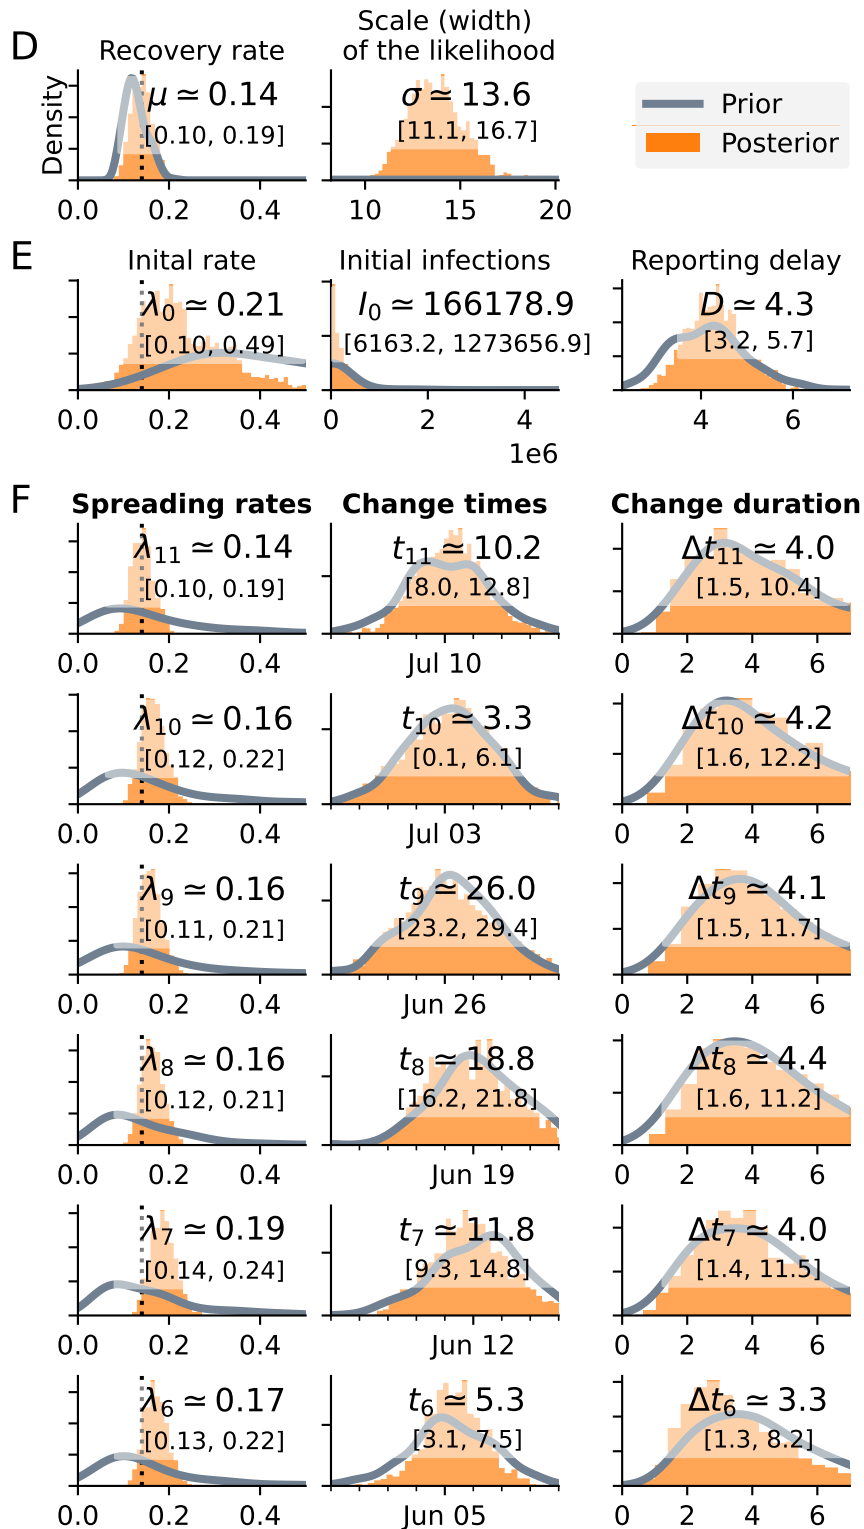 D
Recovery rate
Scale (width)
of the likelihood
Density
μ ≃ 0.14
[0.10, 0.19]
0.0 0.2 0.4
σ ≃ 13.6
[11.1, 16.7]
10 15 20
Prior
Posterior
E
Inital rate
λ0 ≃ 0.21
[0.10, 0.49]
0.0 0.2 0.4
Initial infections
I0 ≃ 166178.9
[6163.2, 1273656.9]
0 2 4
1e6
Reporting delay
D ≃ 4.3
[3.2, 5.7]
4 6
F
Spreading rates Change times Change duration
λ11 ≃ 0.14
[0.10, 0.19]
0.0 0.2 0.4
t11 ≃ 10.2
[8.0, 12.8]
Jul 10
Δt11 ≃ 4.0
[1.5, 10.4]
0 2 4 6
λ10 ≃ 0.16
[0.12, 0.22]
0.0 0.2 0.4
t10 ≃ 3.3
[0.1, 6.1]
Jul 03
Δt10 ≃ 4.2
[1.6, 12.2]
0 2 4 6
λ9 ≃ 0.16
[0.11, 0.21]
0.0 0.2 0.4
t9 ≃ 26.0
[23.2, 29.4]
Jun 26
Δt9 ≃ 4.1
[1.5, 11.7]
0 2 4 6
λ8 ≃ 0.16
[0.12, 0.21]
0.0 0.2 0.4
t8 ≃ 18.8
[16.2, 21.8]
Jun 19
Δt8 ≃ 4.4
[1.6, 11.2]
0 2 4 6
λ7 ≃ 0.19
[0.14, 0.24]
0.0 0.2 0.4
t7 ≃ 11.8
[9.3, 14.8]
Jun 12
Δt7 ≃ 4.0
[1.4, 11.5]
0 2 4 6
λ6 ≃ 0.17
[0.13, 0.22]
0.0 0.2 0.4
t6 ≃ 5.3
[3.1, 7.5]
Jun 05
Δt6 ≃ 3.3
[1.3, 8.2]
0 2 4 6